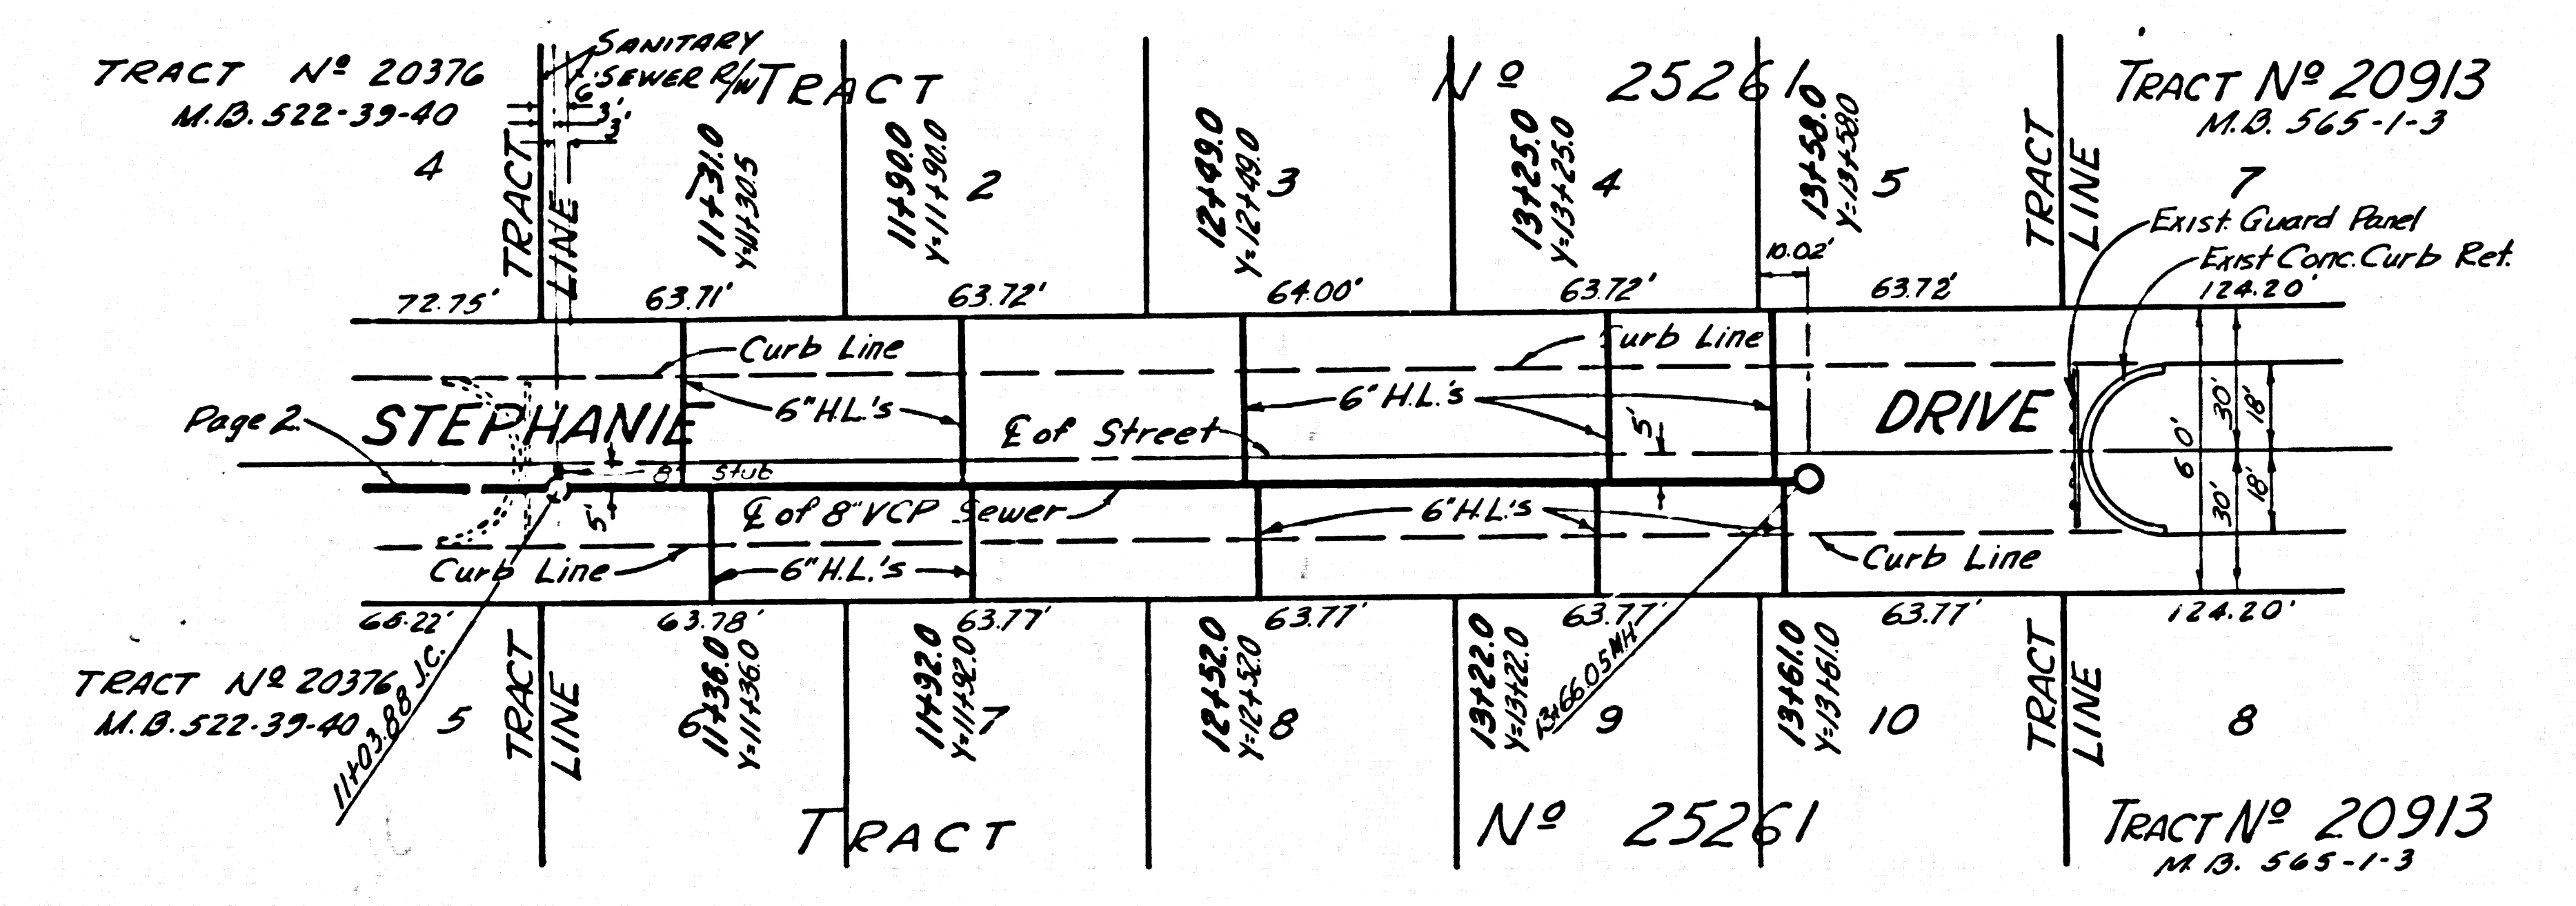 TRACT Nº 20376
M.B. 522-39-40
4
SANITARY
SEWER R/W
6'
3'
3'
TRACT Nº 25261
TRACT Nº 20913
M.B. 565-1-3
TRACT
LINE
11+31.0
Y=11+30.5
11+90.0
Y=11+90.0
2
12+49.0
Y=12+49.0
3
13+25.0
Y=13+25.0
4
13+58.0
Y=13+58.0
5
TRACT
LINE
7
Exist. Guard Panel
Exist Conc. Curb Ret.
10.02'
72.75'
63.71'
63.72'
64.00'
63.72'
63.72'
124.20'
Curb Line
urb Line
Page 2.
STEPHANIE
6" H.L.'s
6" H.L.'s
DRIVE
℄ of Street
5'
60'
30'
18'
8" Stub
5'
℄ of 8" VCP Sewer
6" H.L.'s
30'
18'
Curb Line
6" H.L.'s
Curb Line
63.78'
63.77'
63.77'
63.77'
63.77'
124.20'
TRACT Nº 20376
M.B. 522-39-40
11+03.88 J.C.
5
TRACT
LINE
6
11+36.0
Y=11+36.0
11+92.0
Y=11+92.0
7
12+52.0
Y=12+52.0
8
13+22.0
Y=13+22.0
13+66.05 MH
9
13+61.0
Y=13+61.0
10
TRACT
LINE
8
TRACT Nº 25261
TRACT Nº 20913
M.B. 565-1-3